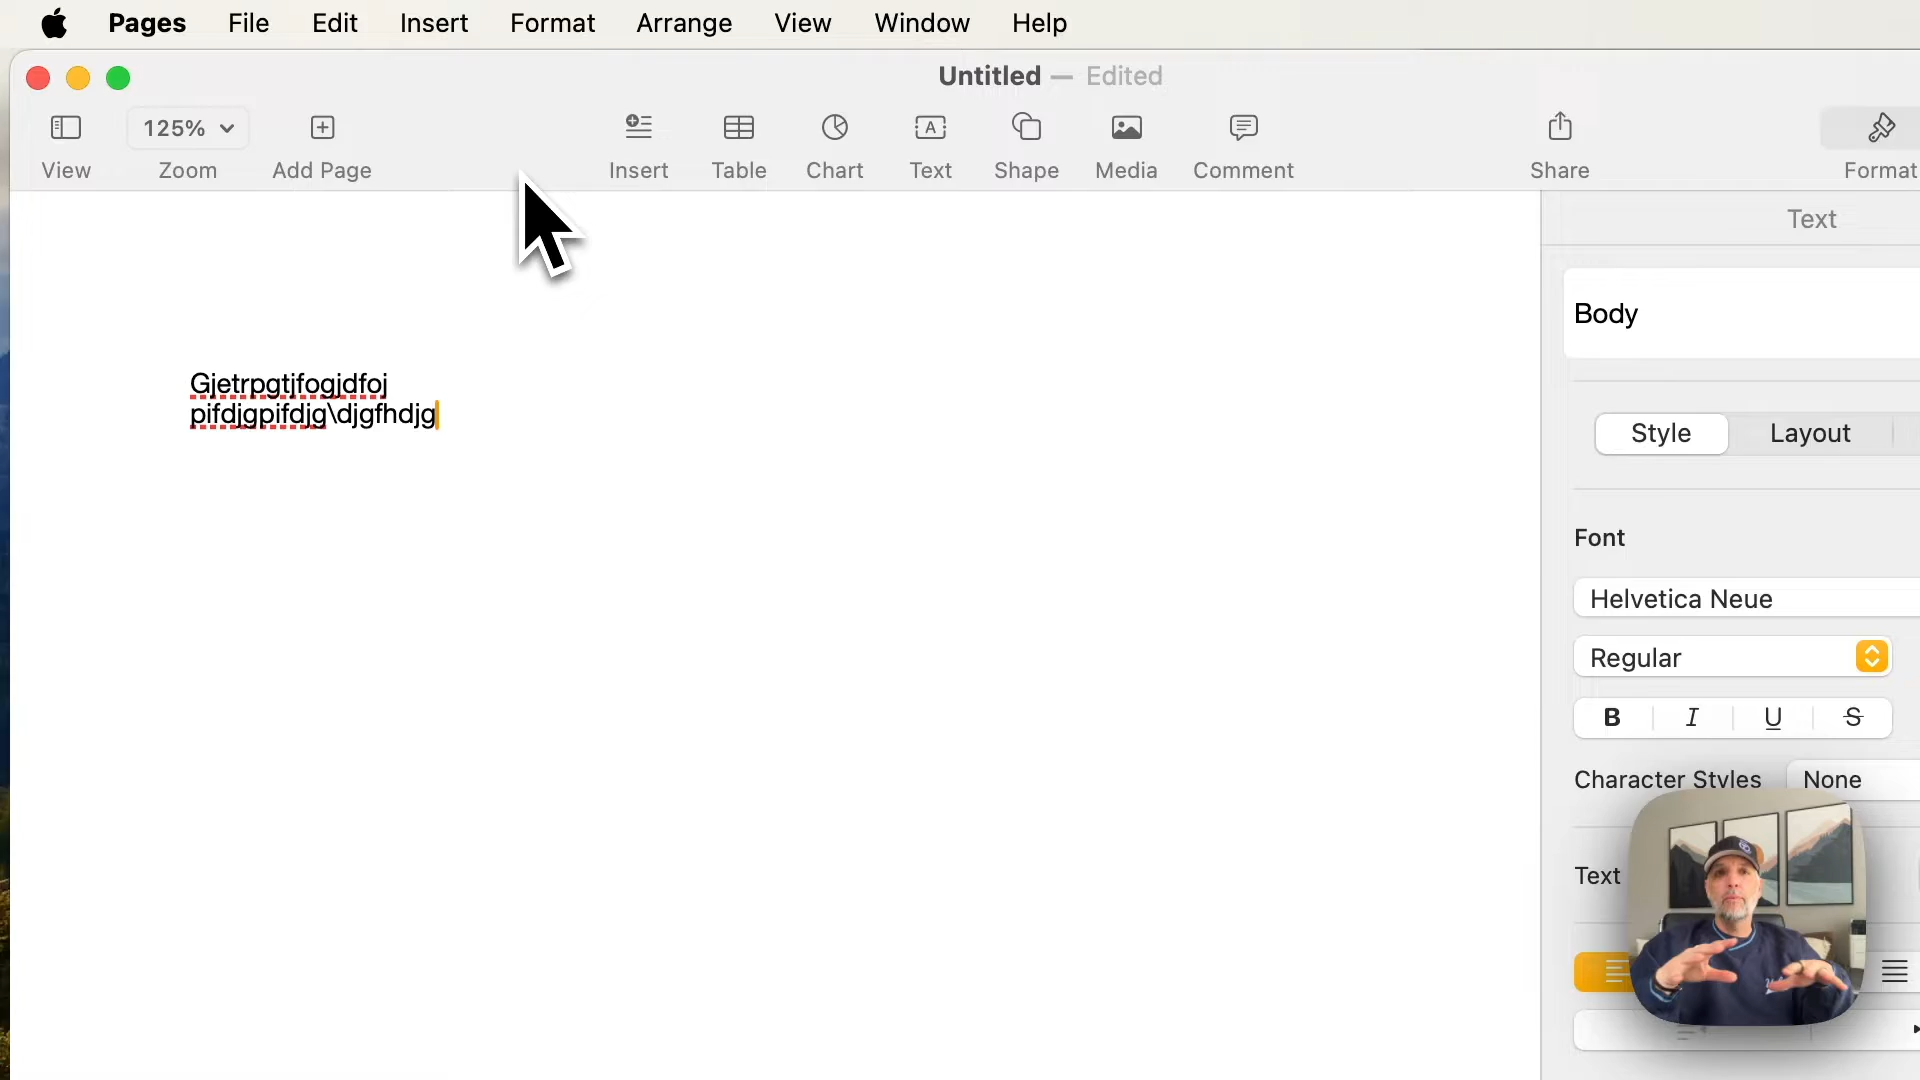 Pages File Edit Insert Format Arrange View Window Help
Untitled — Edited
125%
View Zoom Add Page Insert Table Chart Text Shape Media Comment Share Format
Text
Gjetrpgtjfogjdfoj
pifdjgpifdjg\djgfhdjg
Body
Style Layout
Font
Helvetica Neue
Regular
B I U S
Character Styles None
Text